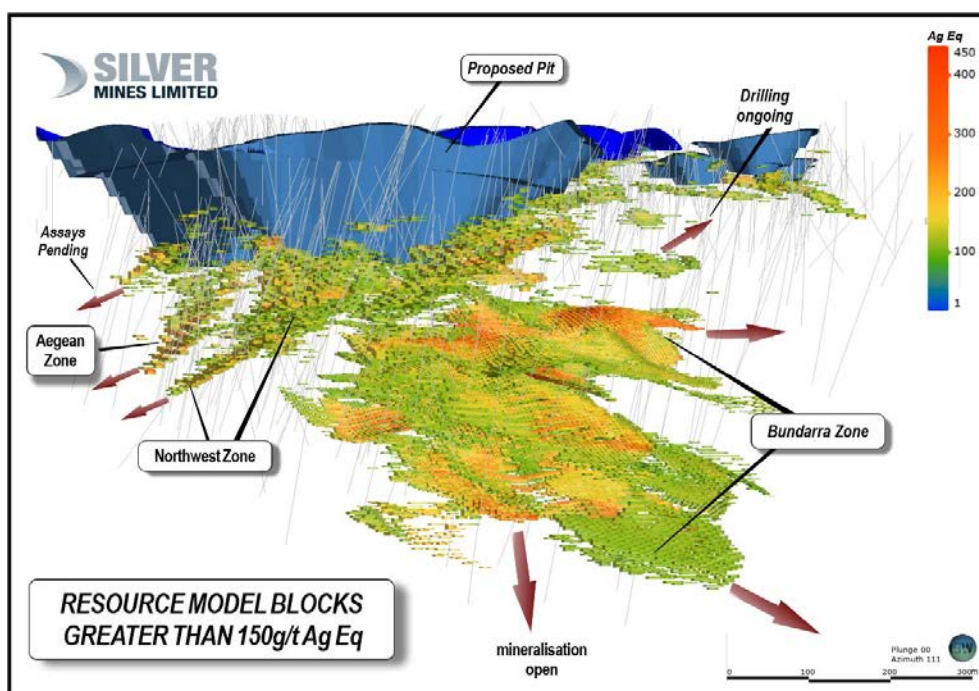 SILVER
MINES LIMITED
Proposed Pit
Drilling
ongoing
Ag Eq
450
400
300
200
100
1
Assays
Pending
Aegean
Zone
Northwest Zone
Bundarra Zone
RESOURCE MODEL BLOCKS
GREATER THAN 150g/t Ag Eq
mineralisation
open
Plunge 00
Azimuth 111
0 100 200 300m